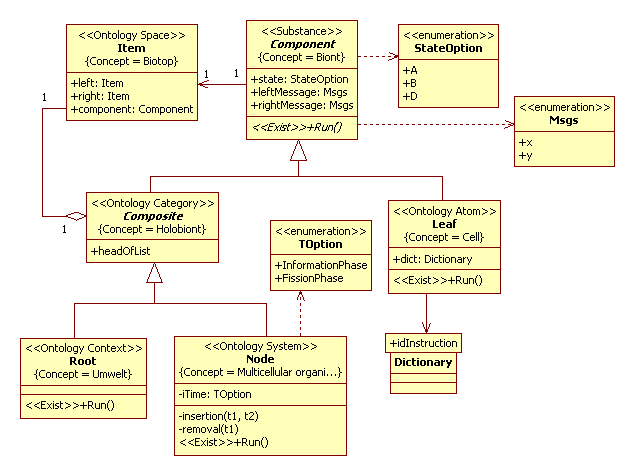 <<Ontology Space>>
Item
{Concept = Biotop}
+left: Item
+right: Item
+component: Component
<<Substance>>
Component
{Concept = Biont}
+state: StateOption
+leftMessage: Msgs
+rightMessage: Msgs
<<Exist>>+Run()
<<enumeration>>
StateOption
+A
+B
+D
<<enumeration>>
Msgs
+x
+y
1
1
1
1
<<Ontology Category>>
Composite
{Concept = Holobiont}
+headOfList
<<enumeration>>
TOption
+InformationPhase
+FissionPhase
<<Ontology Atom>>
Leaf
{Concept = Cell}
+dict: Dictionary
<<Exist>>+Run()
<<Ontology Context>>
Root
{Concept = Umwelt}
<<Exist>>+Run()
<<Ontology System>>
Node
{Concept = Multicellular organi...}
-iTime: TOption
-insertion(t1, t2)
-removal(t1)
<<Exist>>+Run()
+idInstruction
Dictionary